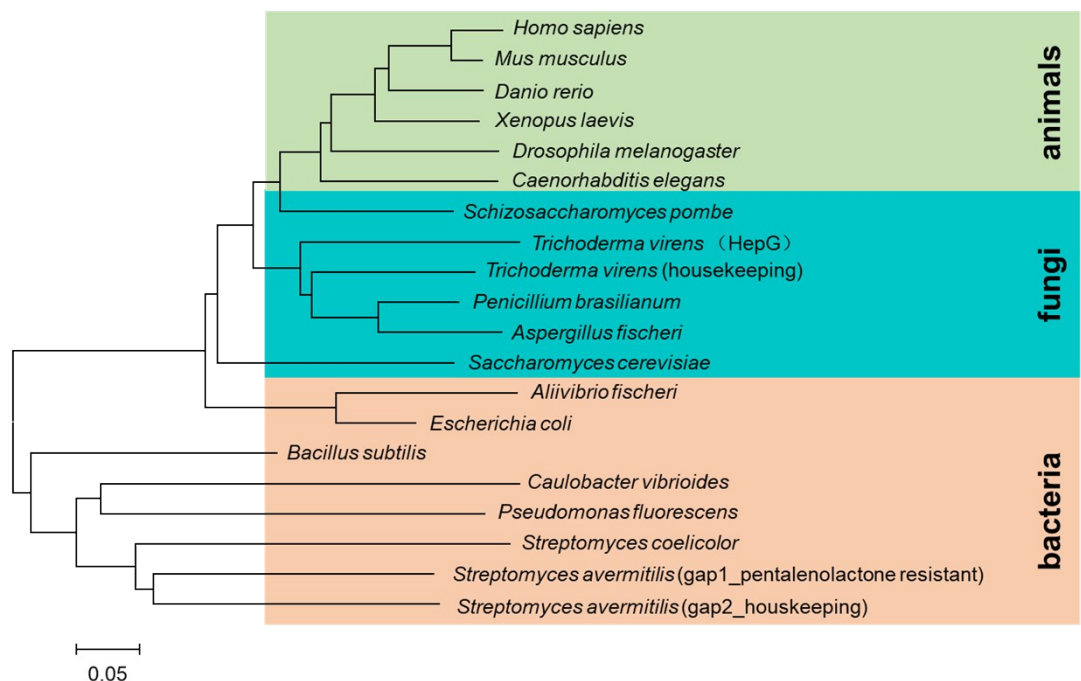 Homo sapiens
Mus musculus
Danio rerio
Xenopus laevis
Drosophila melanogaster
Caenorhabditis elegans
animals
Schizosaccharomyces pombe
Trichoderma virens （HepG）
Trichoderma virens (housekeeping)
Penicillium brasilianum
Aspergillus fischeri
Saccharomyces cerevisiae
fungi
Aliivibrio fischeri
Escherichia coli
Bacillus subtilis
Caulobacter vibrioides
Pseudomonas fluorescens
Streptomyces coelicolor
Streptomyces avermitilis (gap1_pentalenolactone resistant)
Streptomyces avermitilis (gap2_houskeeping)
bacteria
0.05